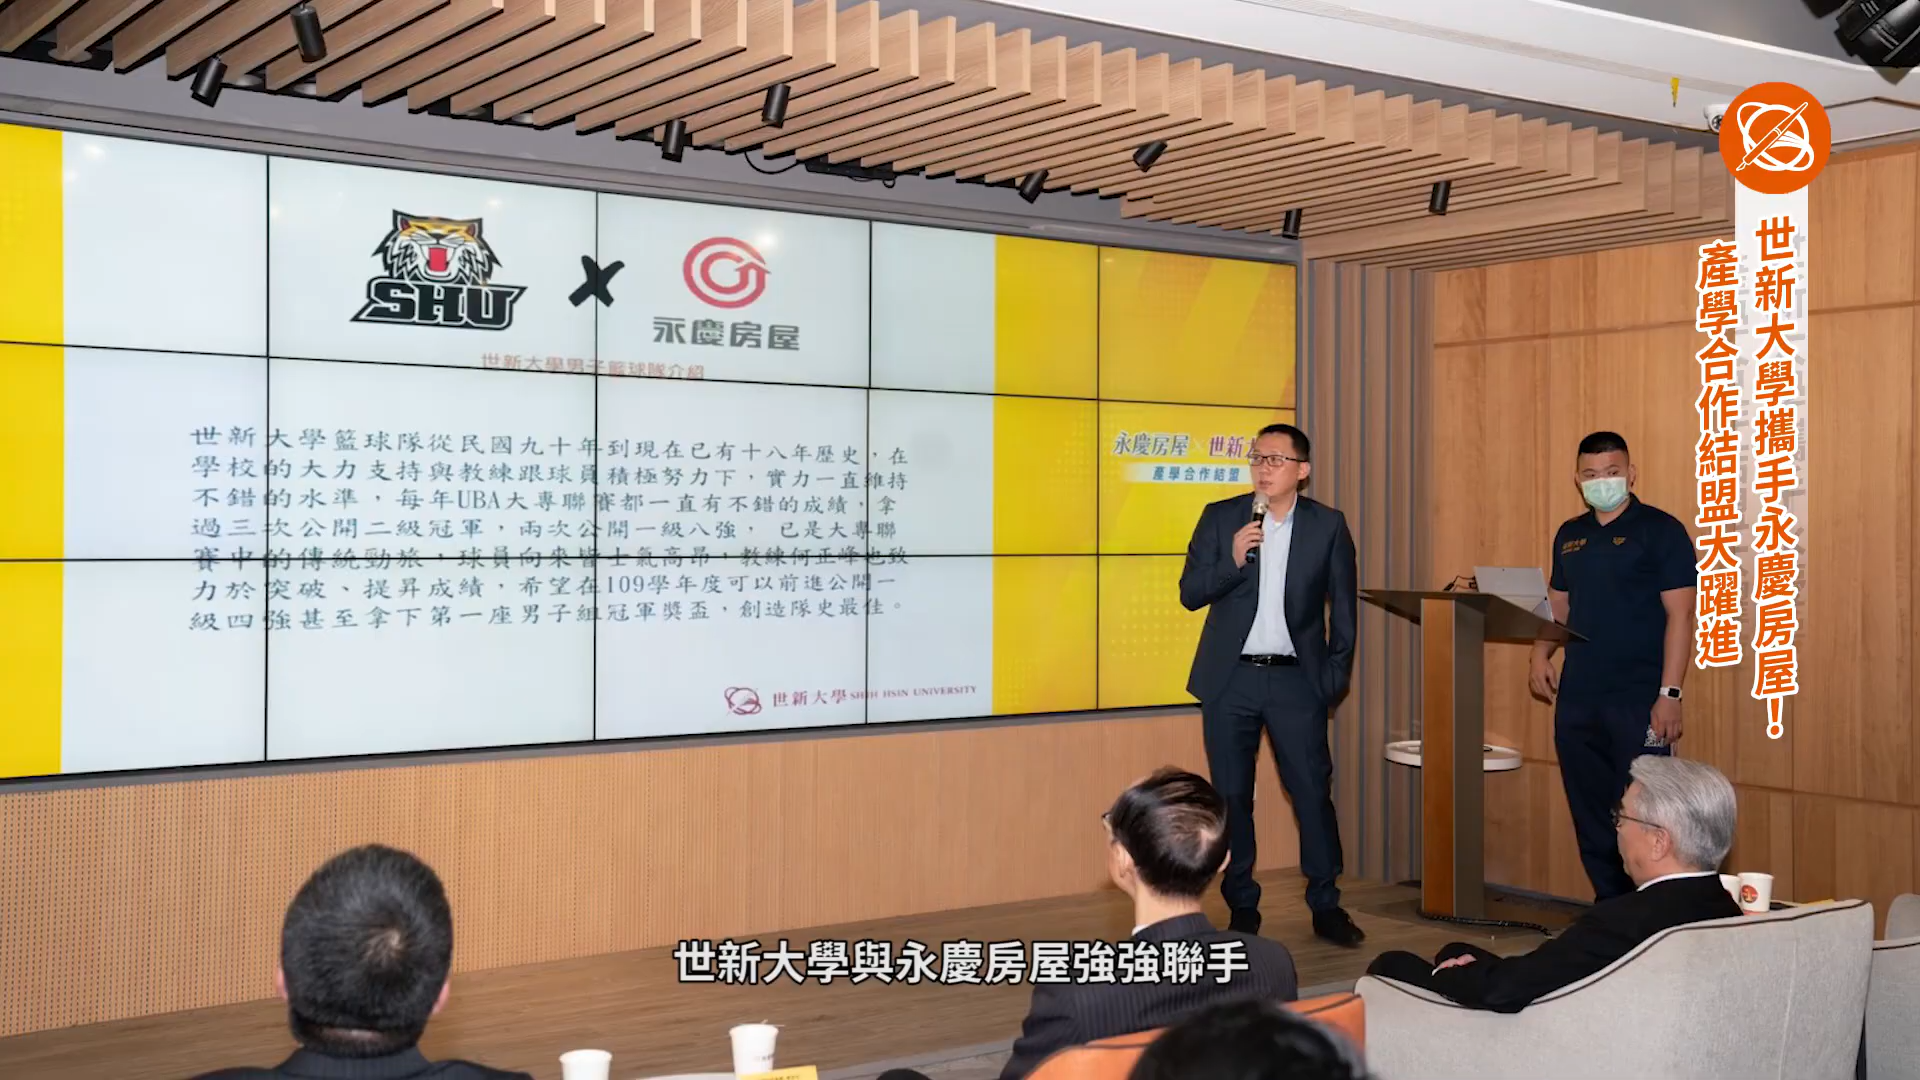 SHU
永慶房屋
世新大學男子籃球隊介紹
世新大學籃球隊從民國九十年到現在已有十八年歷史，在
學校的大力支持與教練跟球員積極努力下，實力一直維持
不錯的水準，每年UBA大專聯賽都一直有不錯的成績，拿
過三次公開二級冠軍，兩次公開一級八強， 已是大專聯
賽中的傳統勁旅，球員向來皆士氣高昂，教練何正峰也致
力於突破、提昇成績，希望在109學年度可以前進公開一
級四強甚至拿下第一座男子組冠軍獎盃，創造隊史最佳。
世新大學 SHIH HSIN UNIVERSITY
永慶房屋×世新
產學合作結盟
世新大學攜手永慶房屋！
產學合作結盟大躍進
世新大學與永慶房屋強強聯手